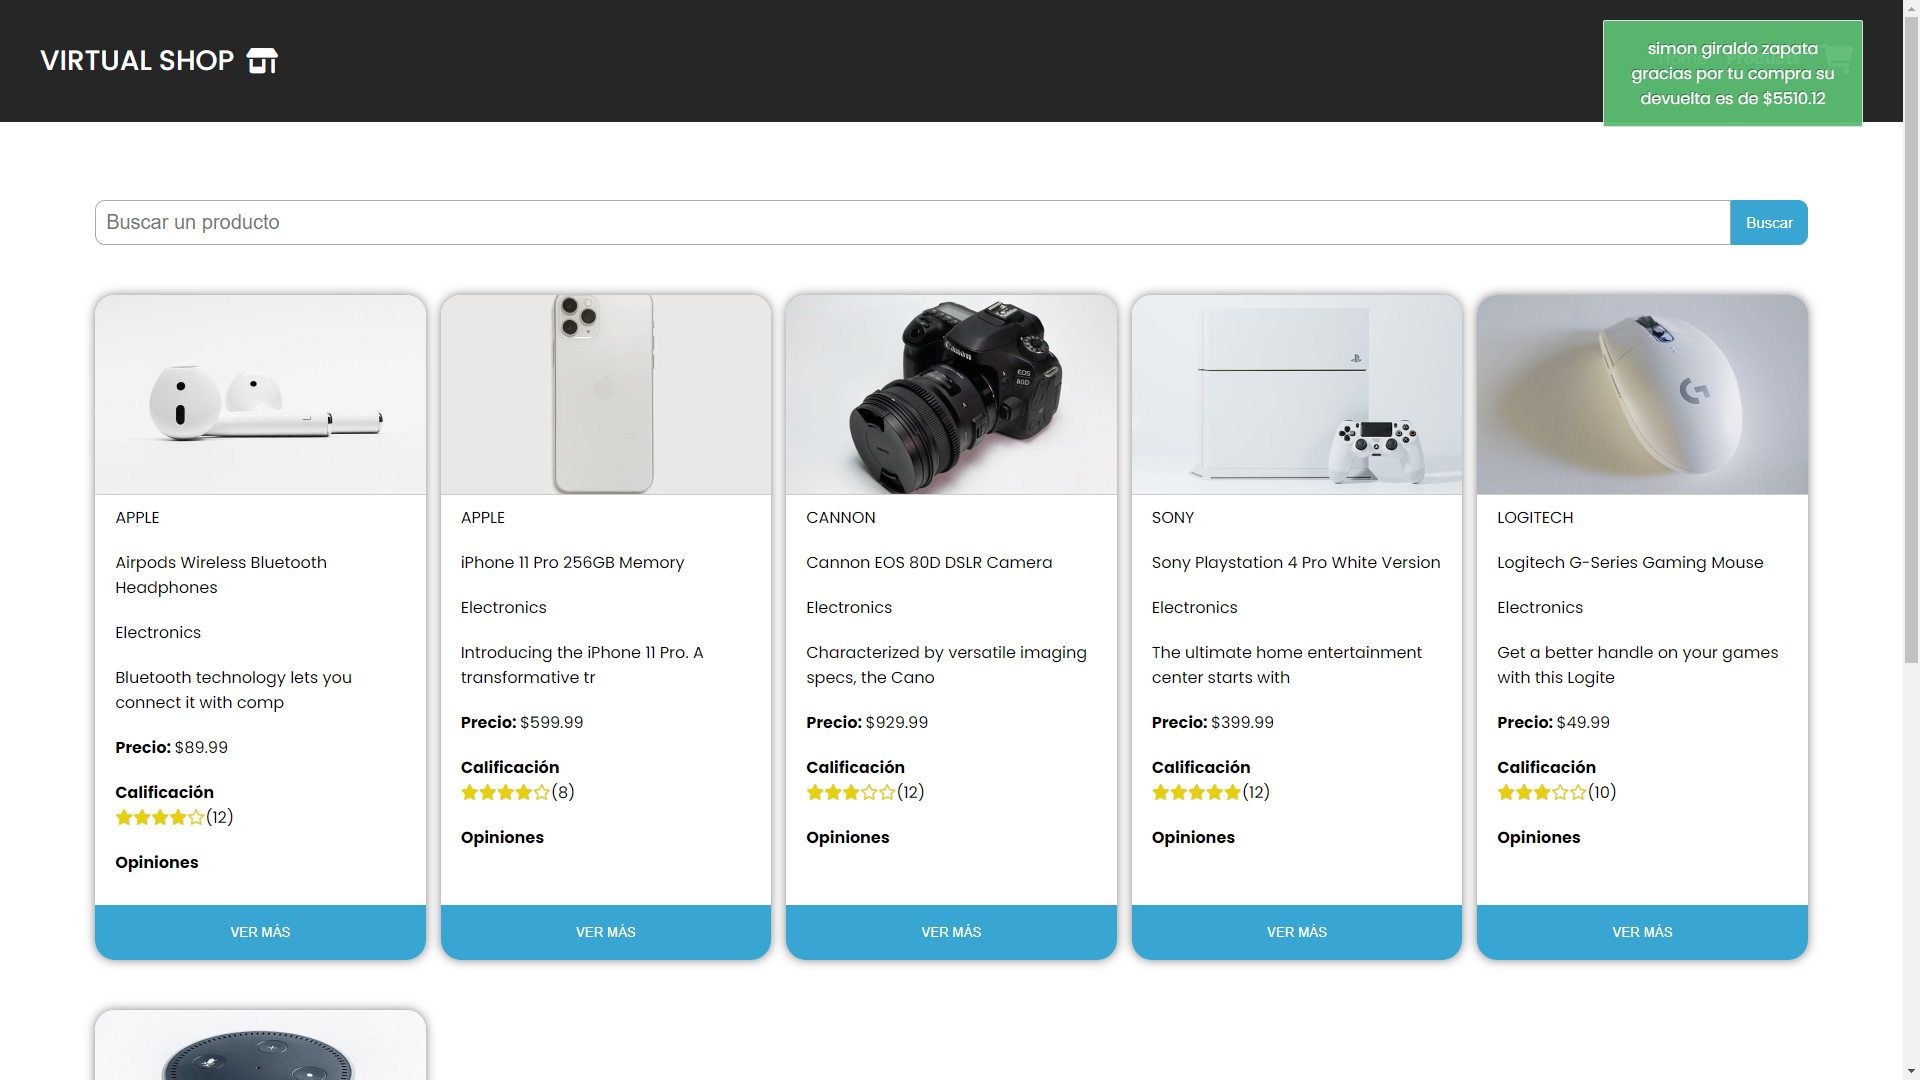 VIRTUAL SHOP
simon giraldo zapata
gracias por tu compra su
devuelta es de $5510.12
Buscar un producto
Buscar
Canon
EOS
80D
APPLE
Airpods Wireless Bluetooth
Headphones
Electronics
Bluetooth technology lets you
connect it with comp
Precio: $89.99
Calificación
(12)
Opiniones
VER MÁS
APPLE
iPhone 11 Pro 256GB Memory
Electronics
Introducing the iPhone 11 Pro. A
transformative tr
Precio: $599.99
Calificación
(8)
Opiniones
VER MÁS
CANNON
Cannon EOS 80D DSLR Camera
Electronics
Characterized by versatile imaging
specs, the Cano
Precio: $929.99
Calificación
(12)
Opiniones
VER MÁS
SONY
Sony Playstation 4 Pro White Version
Electronics
The ultimate home entertainment
center starts with
Precio: $399.99
Calificación
(12)
Opiniones
VER MÁS
LOGITECH
Logitech G-Series Gaming Mouse
Electronics
Get a better handle on your games
with this Logite
Precio: $49.99
Calificación
(10)
Opiniones
VER MÁS